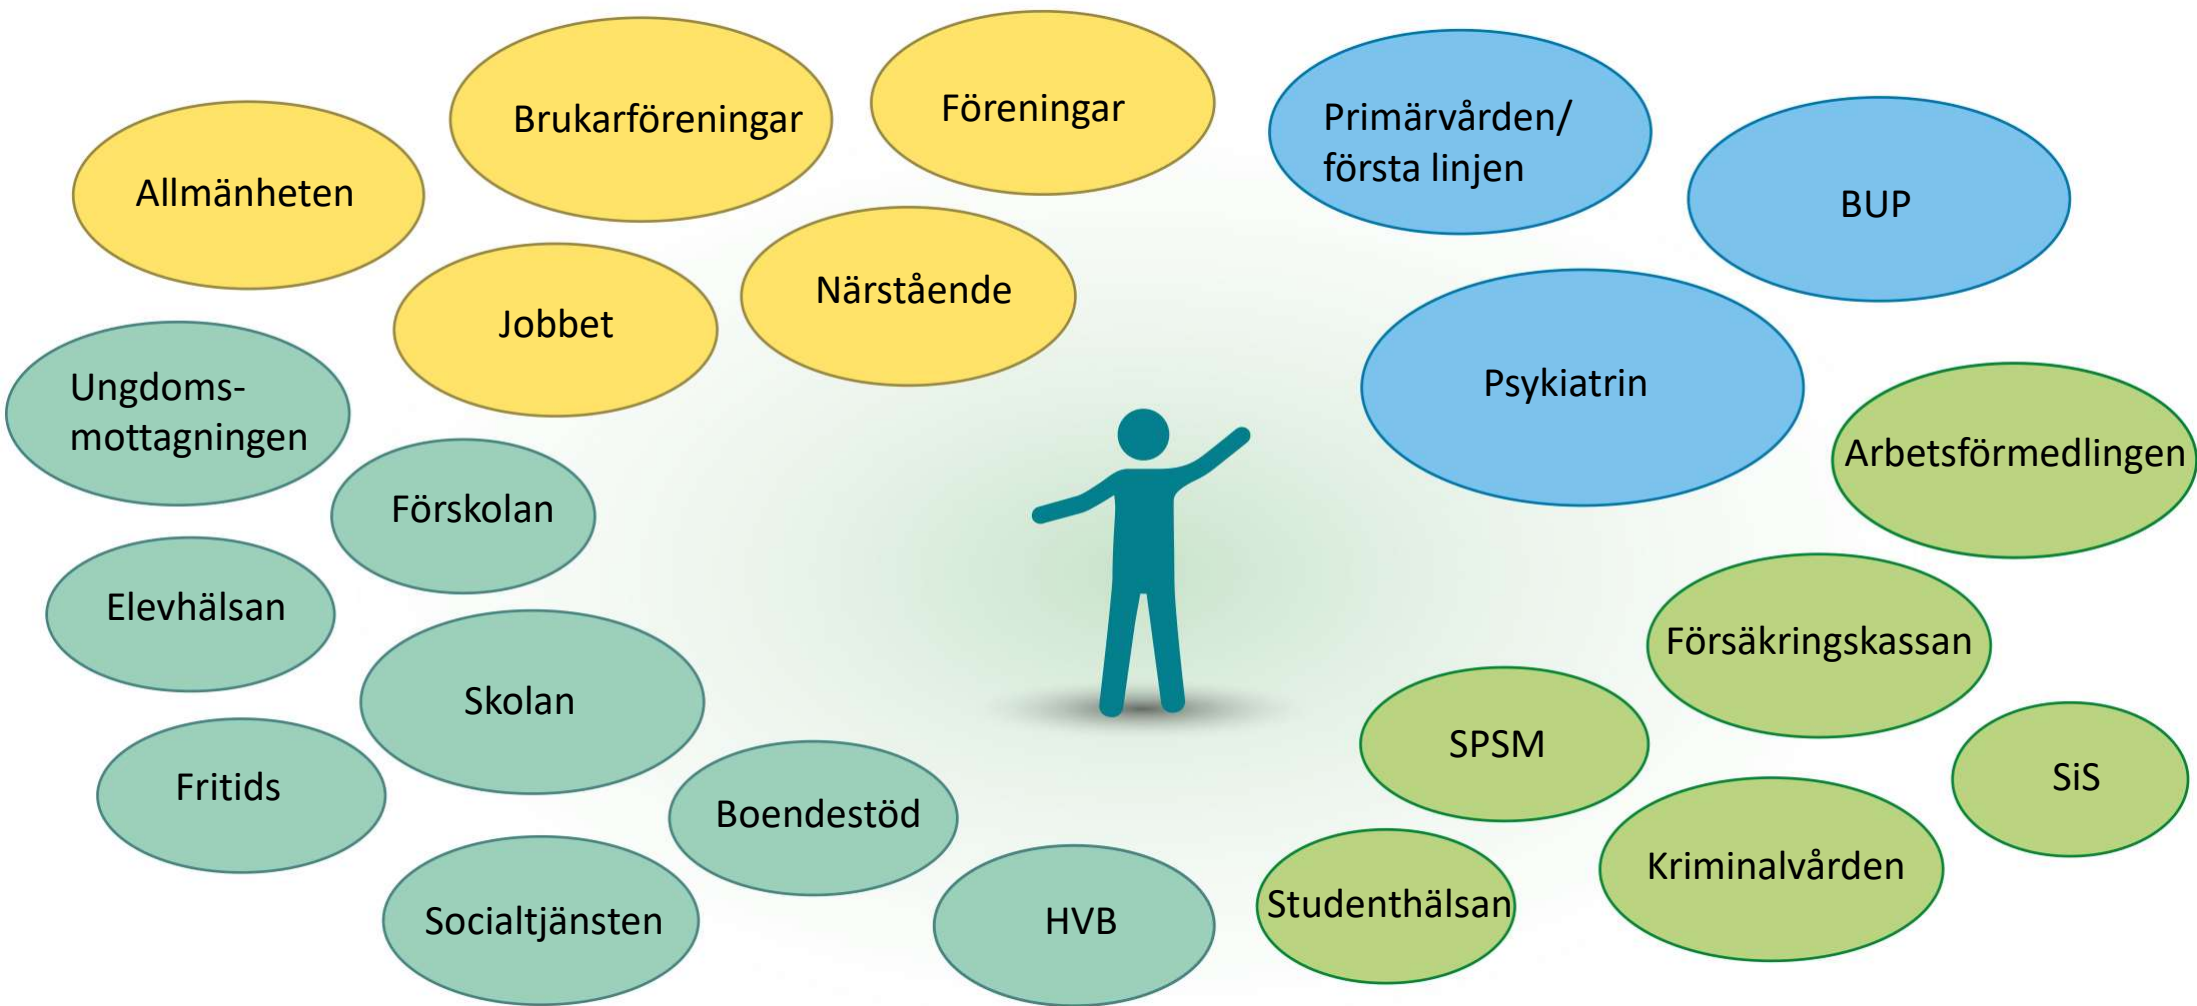 Allmänheten
Brukarföreningar
Föreningar
Jobbet
Närstående
Primärvården/
första linjen
BUP
Psykiatrin
Ungdoms-
mottagningen
Förskolan
Elevhälsan
Skolan
Fritids
Boendestöd
Socialtjänsten
HVB
Arbetsförmedlingen
Försäkringskassan
SPSM
SiS
Kriminalvården
Studenthälsan